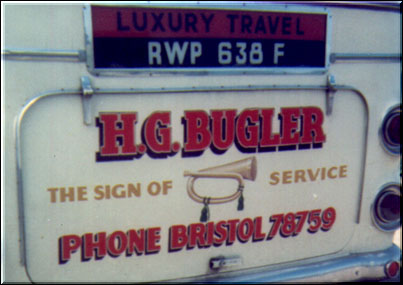 LUXURY TRAVEL
RWP 638 F
H.G. BUGLER
THE SIGN OF SERVICE
PHONE BRISTOL 78759